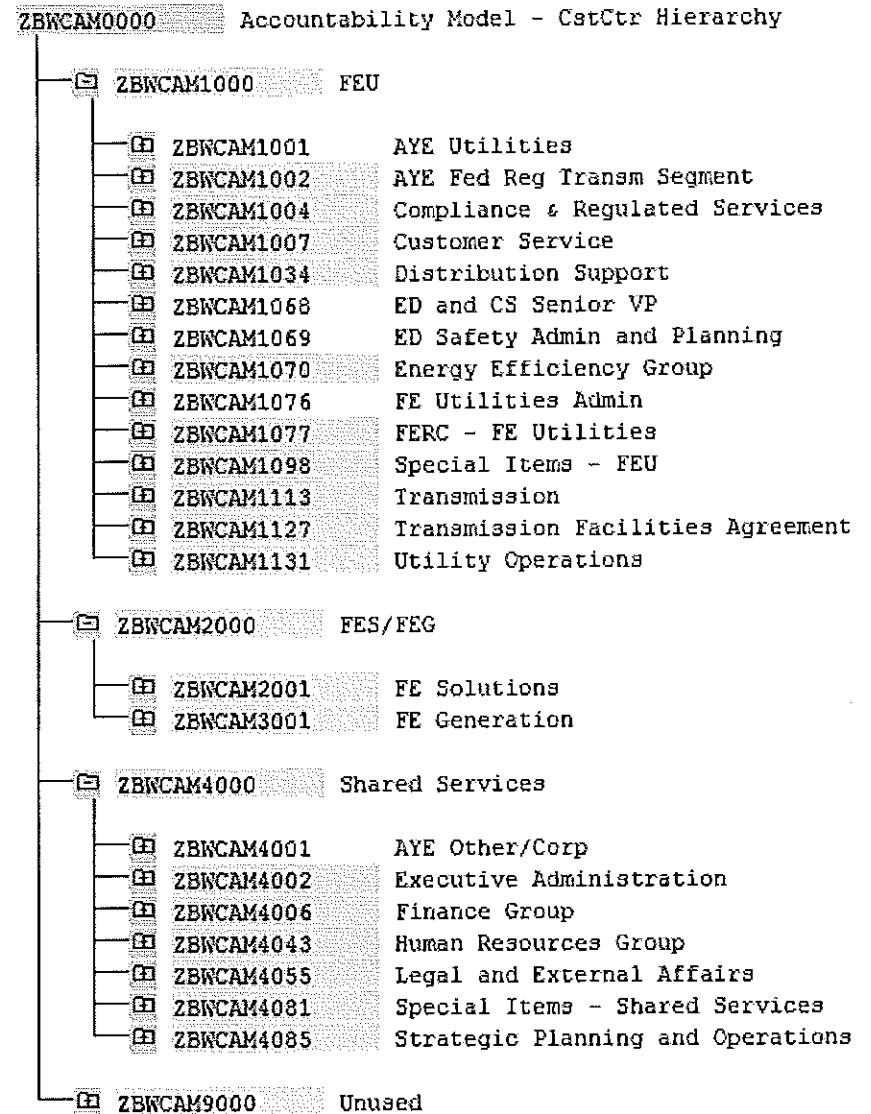 ZBWCAM0000 Accountability Model - CstCtr Hierarchy
ZBWCAM1000 FEU
ZBWCAM1001 AYE Utilities
ZBWCAM1002 AYE Fed Reg Transm Segment
ZBWCAM1004 Compliance & Regulated Services
ZBWCAM1007 Customer Service
ZBWCAM1034 Distribution Support
ZBWCAM1068 ED and CS Senior VP
ZBWCAM1069 ED Safety Admin and Planning
ZBWCAM1070 Energy Efficiency Group
ZBWCAM1076 FE Utilities Admin
ZBWCAM1077 FERC - FE Utilities
ZBWCAM1098 Special Items - FEU
ZBWCAM1113 Transmission
ZBWCAM1127 Transmission Facilities Agreement
ZBWCAM1131 Utility Operations
ZBWCAM2000 FES/FEG
ZBWCAM2001 FE Solutions
ZBWCAM3001 FE Generation
ZBWCAM4000 Shared Services
ZBWCAM4001 AYE Other/Corp
ZBWCAM4002 Executive Administration
ZBWCAM4006 Finance Group
ZBWCAM4043 Human Resources Group
ZBWCAM4055 Legal and External Affairs
ZBWCAM4081 Special Items - Shared Services
ZBWCAM4085 Strategic Planning and Operations
ZBWCAM9000 Unused